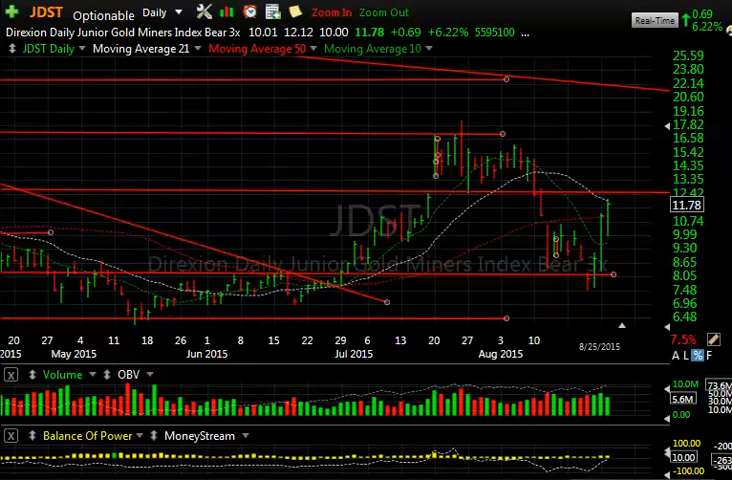 JDST Optionable Daily Zoom In Zoom Out Real-Time 0.69 6.22%
Direxion Daily Junior Gold Miners Index Bear 3x 10.01 12.12 10.00 11.78 +0.69 +6.22% 5595100 ...
JDST Daily Moving Average 21 Moving Average 50 Moving Average 10
25.59
23.80
22.14
20.60
19.16
17.82
16.58
15.42
14.35
13.35
12.42
11.78
10.74
9.99
9.30
8.65
8.05
7.48
6.96
6.48
JDST
Direxion Daily Junior Gold Miners Index Bear 3x
20 27 4 11 18 26 1 8 15 22 29 6 13 20 27 3 10
2015 May 2015 Jun 2015 Jul 2015 Aug 2015 8/25/2015
7.5%
A L % F
X Volume OBV
10.0M 73.6M
50.0M
5.6M 30.0M
0.00 10.0M
X Balance Of Power MoneyStream
100.00 -200
10.00 -263
-100.00